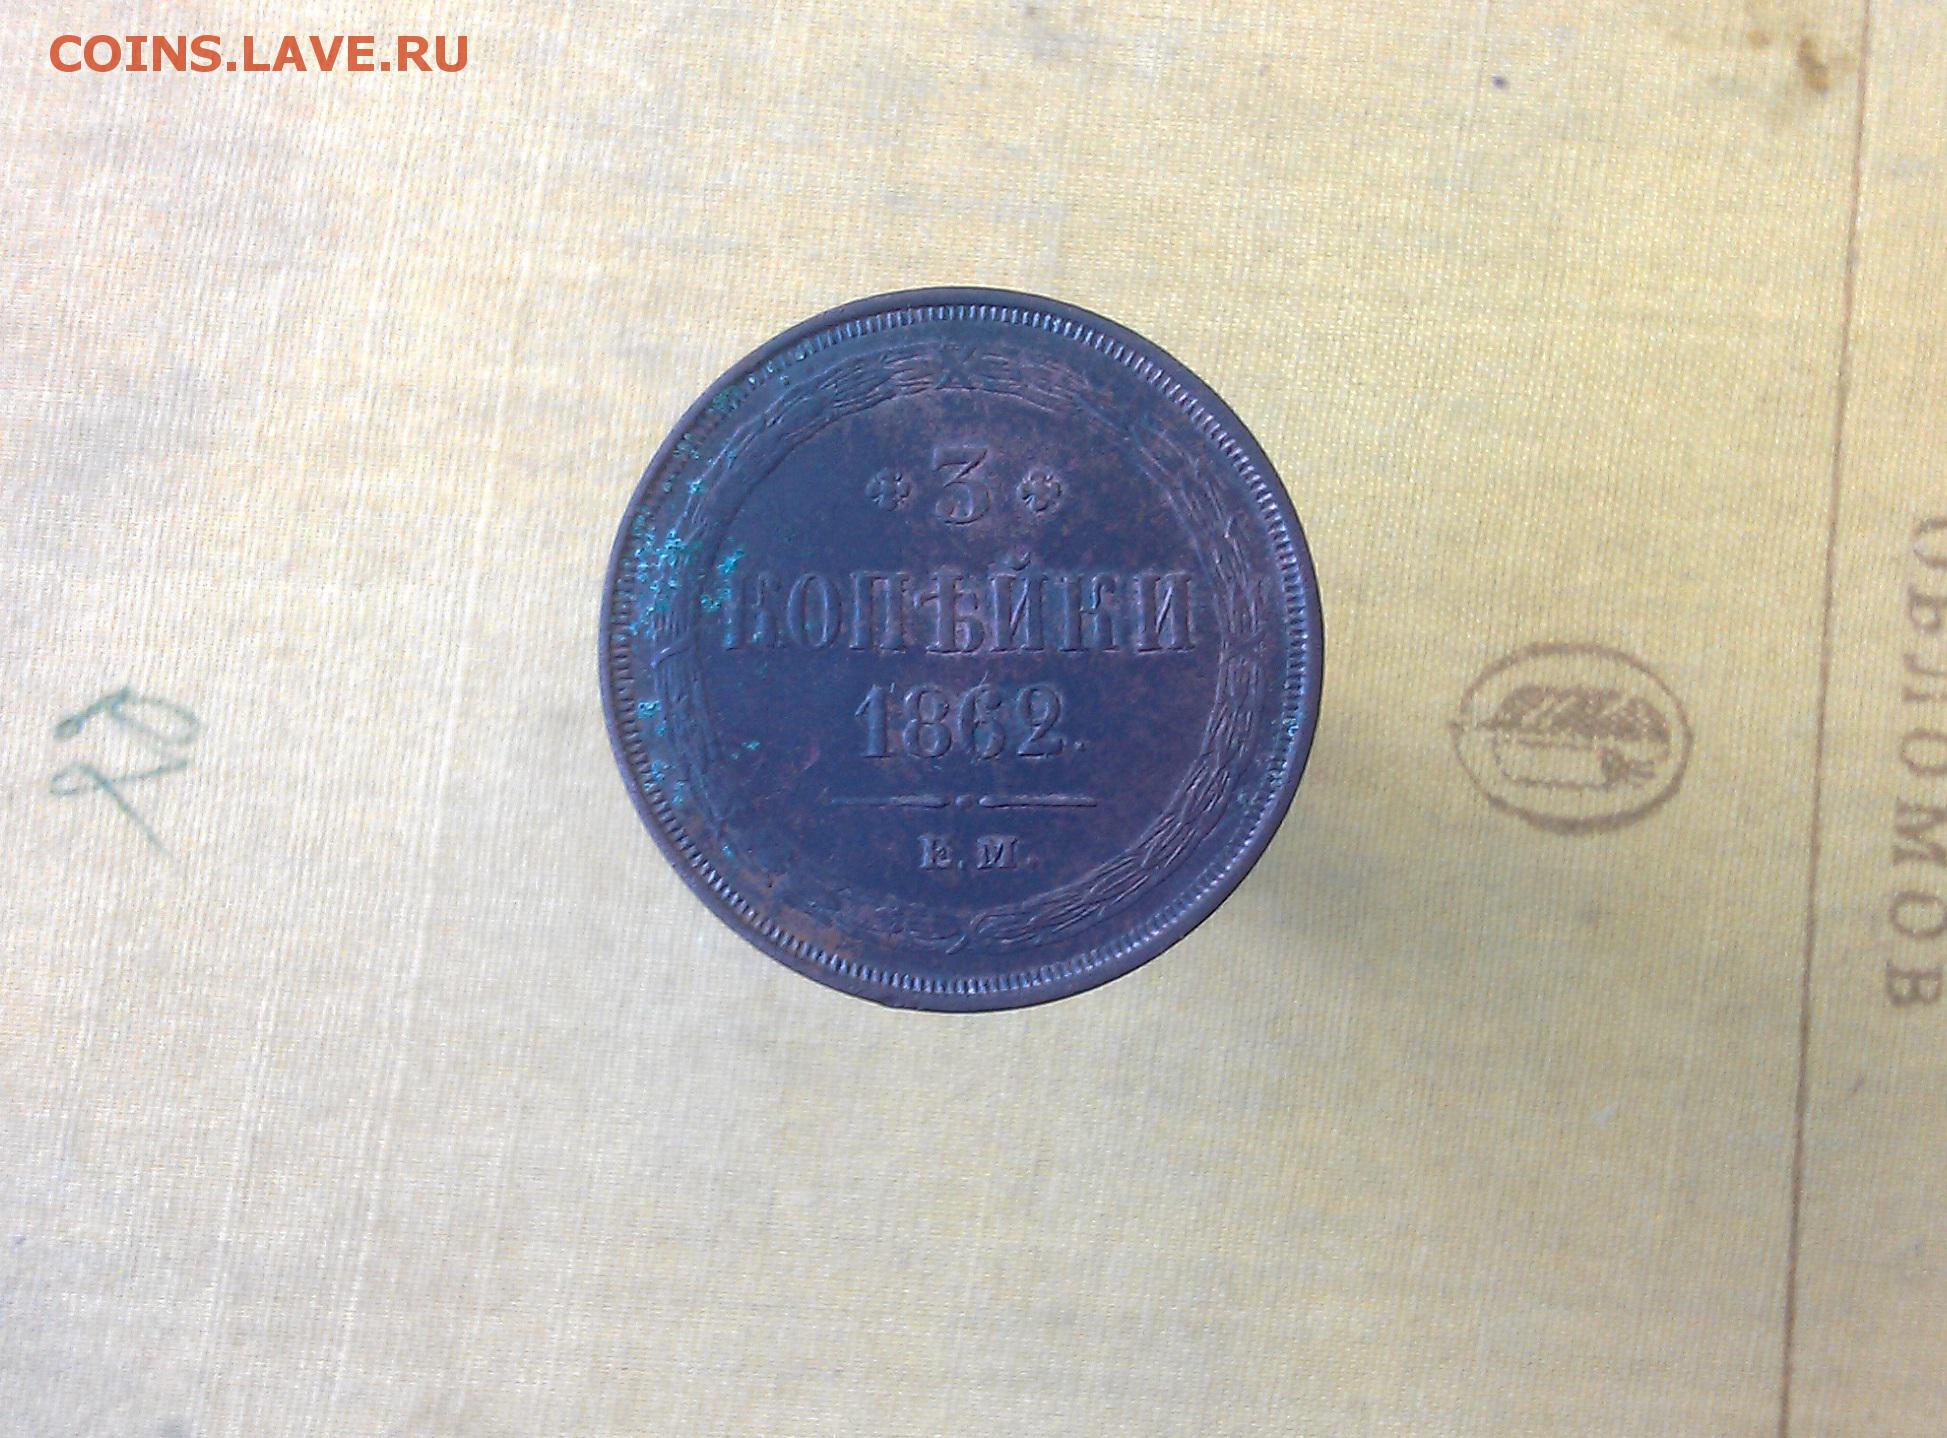 COINS.LAVE.RU
3
КОПѢЙКИ
1862.
Е.М.
ОБЛОМОВ